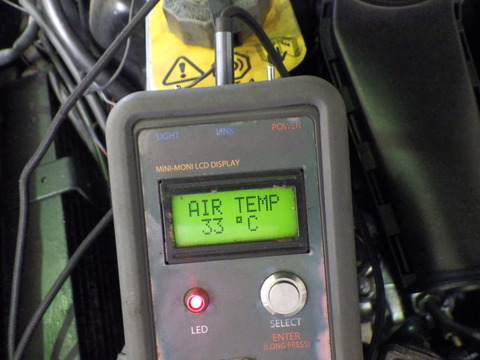 LIGHT LINK POWER
MINI-MONI LCD DISPLAY
AIR TEMP
33 °C
LED
SELECT
ENTER
(LONG PRESS)